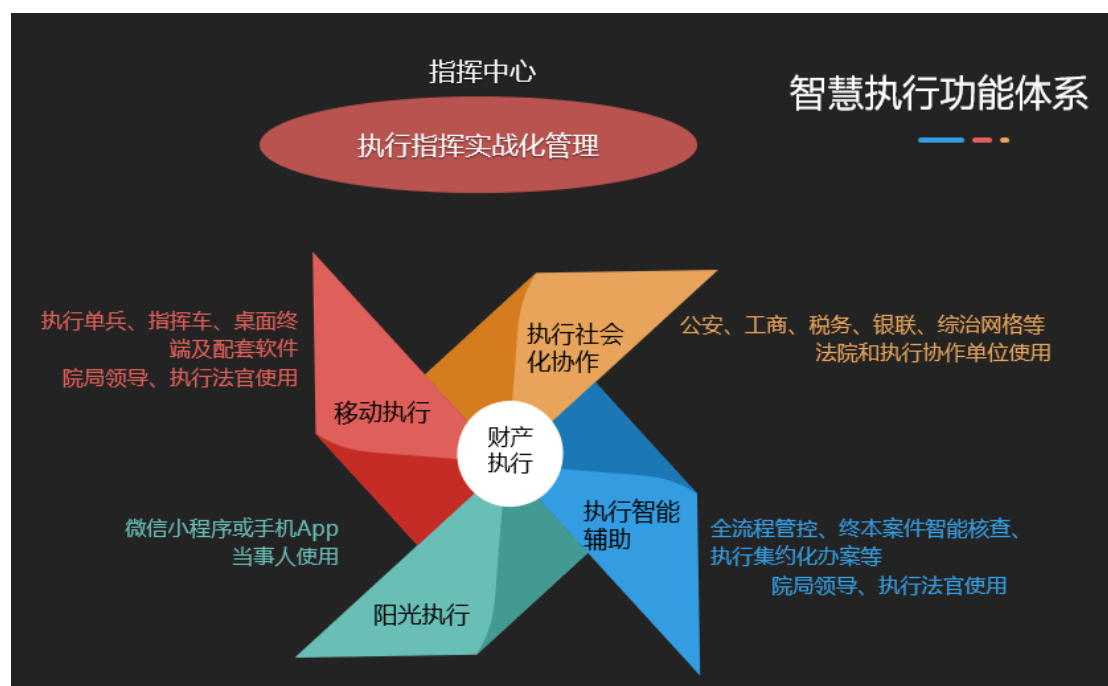 指挥中心
智慧执行功能体系
执行指挥实战化管理
执行单兵、指挥车、桌面终
端及配套软件
院局领导、执行法官使用
移动执行
执行社会
化协作
公安、工商、税务、银联、综治网格等
法院和执行协作单位使用
财产
执行
微信小程序或手机App
当事人使用
阳光执行
执行智能
辅助
全流程管控、终本案件智能核查、
执行集约化办案等
院局领导、执行法官使用